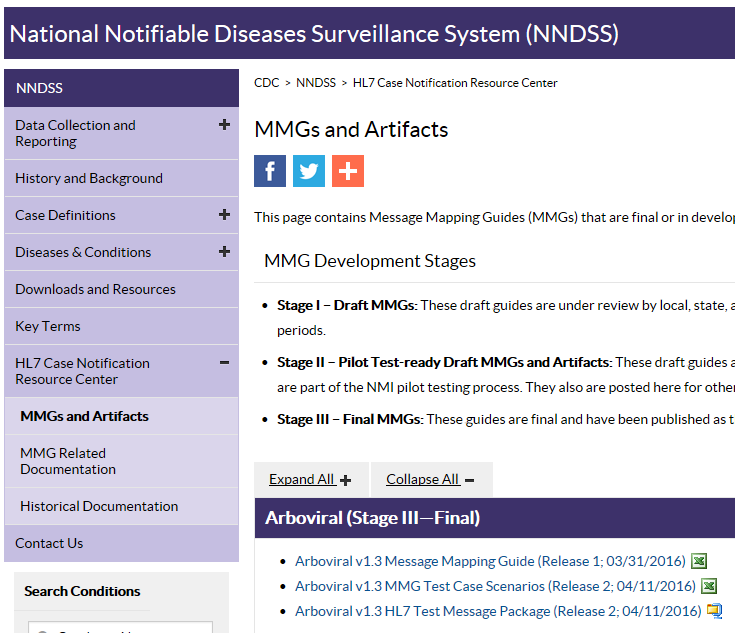 National Notifiable Diseases Surveillance System (NNDSS)
NNDSS
Data Collection and
Reporting
History and Background
Case Definitions
Diseases & Conditions
Downloads and Resources
Key Terms
HL7 Case Notification
Resource Center
MMGs and Artifacts
MMG Related
Documentation
Historical Documentation
Contact Us
Search Conditions
CDC > NNDSS > HL7 Case Notification Resource Center
MMGs and Artifacts
This page contains Message Mapping Guides (MMGs) that are final or in
MMG Development Stages
• Stage I – Draft MMGs: These draft guides are under review by local, state,
periods.
• Stage II – Pilot Test-ready Draft MMGs and Artifacts: These draft guides
are part of the NMI pilot testing process. They also are posted here for
• Stage III – Final MMGs: These guides are final and have been published as
Expand All +
Collapse All –
Arboviral (Stage III—Final)
• Arboviral v1.3 Message Mapping Guide (Release 1; 03/31/2016)
• Arboviral v1.3 MMG Test Case Scenarios (Release 2; 04/11/2016)
• Arboviral v1.3 HL7 Test Message Package (Release 2; 04/11/2016)